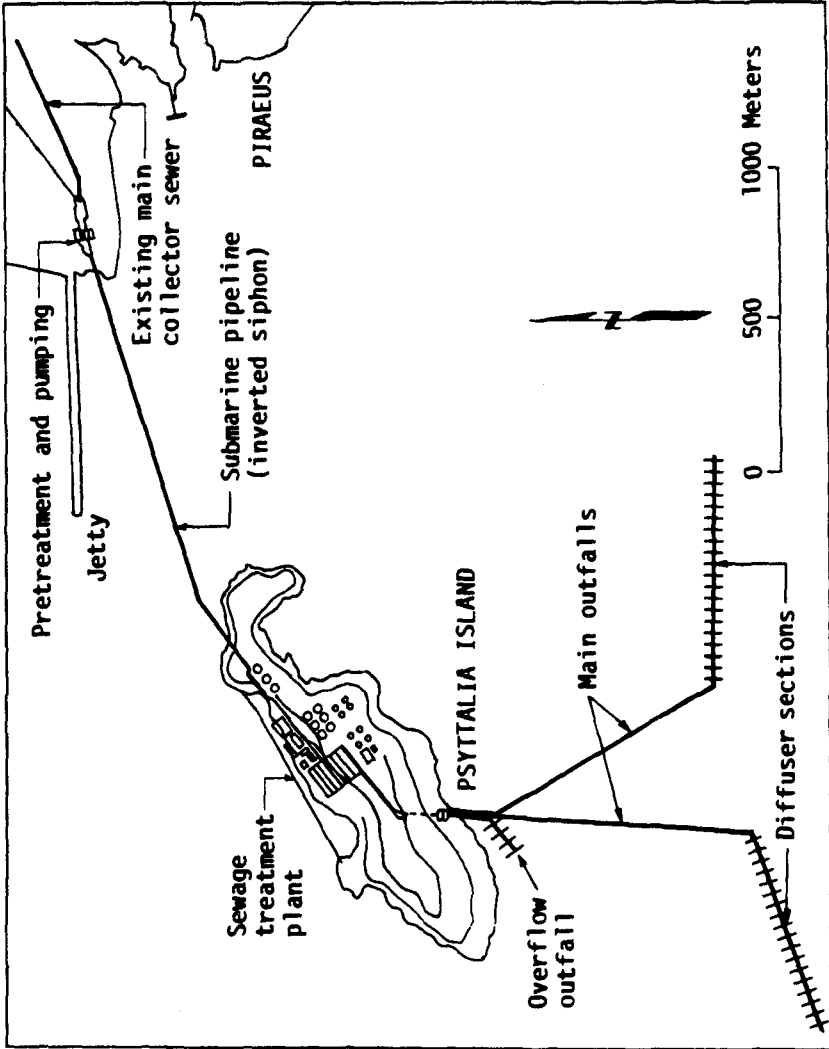 Pretreatment and pumping
Jetty
Existing main
collector sewer
PIRAEUS
Submarine pipeline
(inverted siphon)
Sewage
treatment
plant
PSYTTALIA ISLAND
Overflow
outfall
Main outfalls
Diffuser sections
N
0
500
1000 Meters